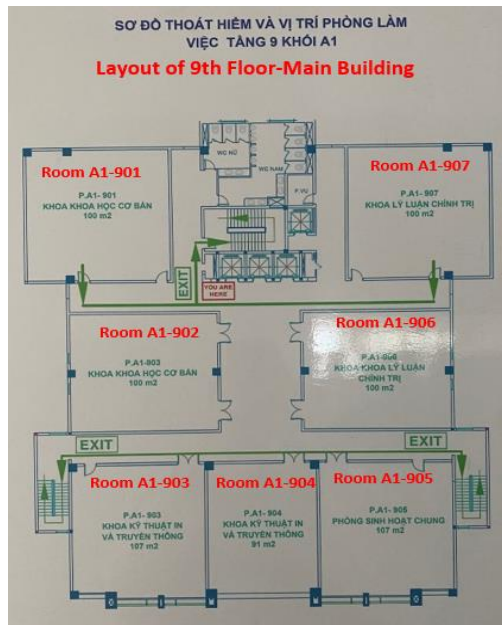 SƠ ĐỒ THOÁT HIỂM VÀ VỊ TRÍ PHÒNG LÀM
VIỆC TẦNG 9 KHỐI A1
Layout of 9th Floor-Main Building
WC NỮ
WC NAM
P.VỤ
Room A1-901
P.A1- 901
KHOA KHOA HỌC CƠ BẢN
100 m2
Room A1-907
P.A1- 907
KHOA LÝ LUẬN CHÍNH TRỊ
100 m2
EXIT
YOU ARE
HERE
Room A1-902
P.A1-903
KHOA KHOA HỌC CƠ BẢN
100 m2
Room A1-906
KHOA KHOA LÝ LUẬN
CHÍNH TRỊ
100 m2
EXIT
EXIT
Room A1-903
P.A1- 903
KHOA KỸ THUẬT IN
VÀ TRUYỀN THÔNG
107 m2
Room A1-904
P.A1- 904
KHOA KỸ THUẬT IN
VÀ TRUYỀN THÔNG
91 m2
Room A1-905
P.A1- 905
PHÒNG SINH HOẠT CHUNG
107 m2